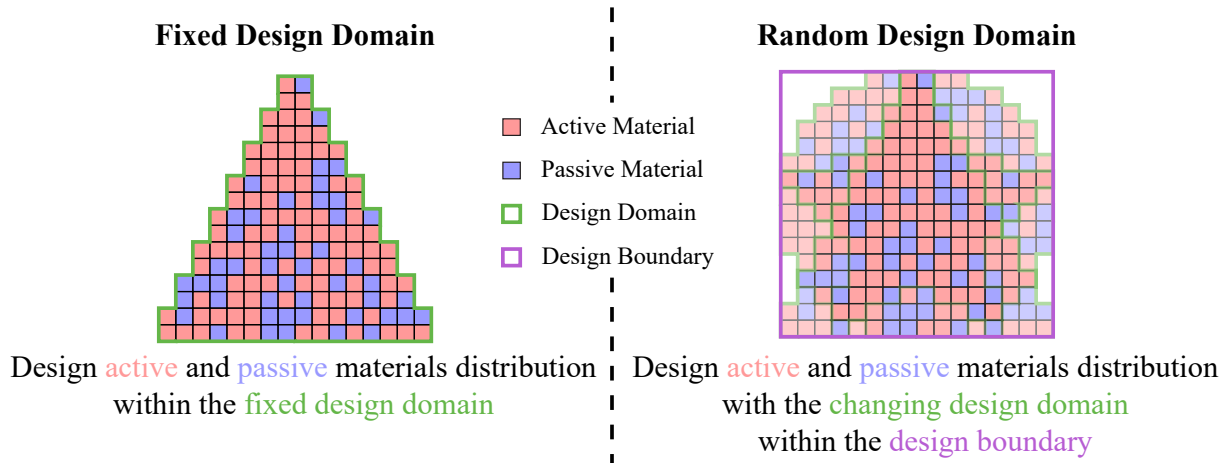 Fixed Design Domain
Random Design Domain
Active Material
Passive Material
Design Domain
Design Boundary
Design active and passive materials distribution
within the fixed design domain
Design active and passive materials distribution
with the changing design domain
within the design boundary